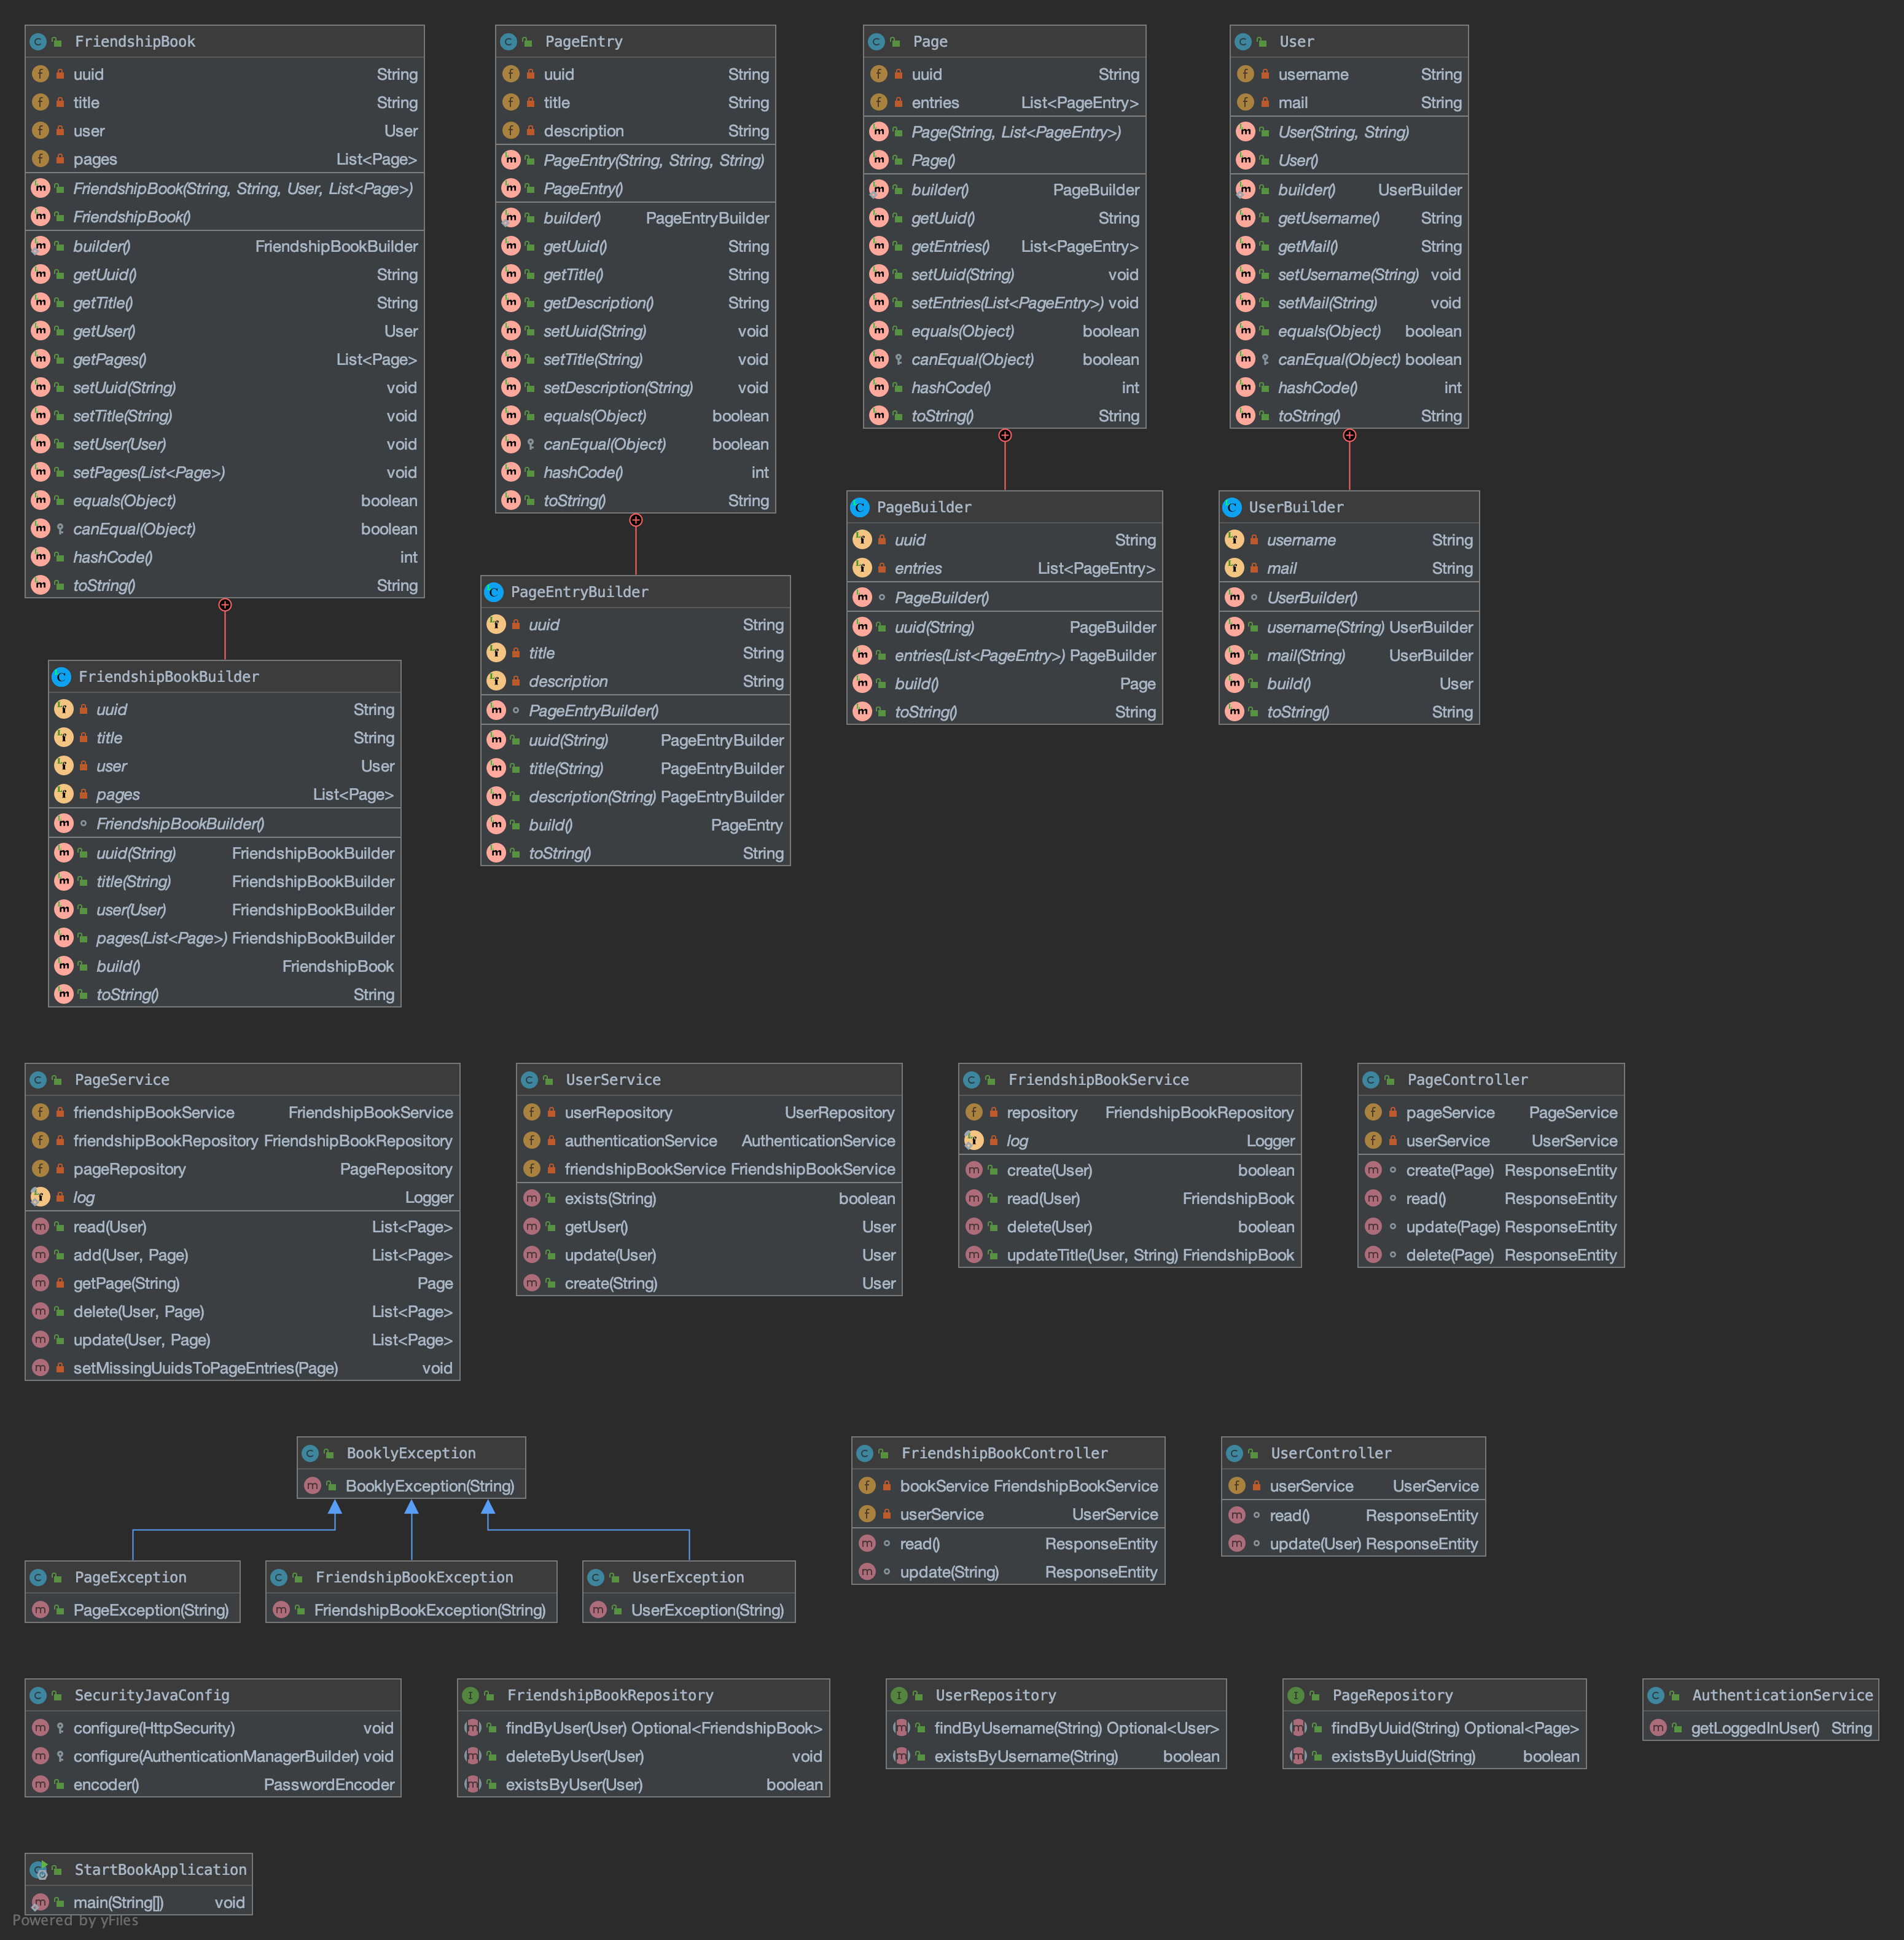 FriendshipBook
uuid String
title String
user User
pages List<Page>
FriendshipBook(String, String, User, List<Page>)
FriendshipBook()
builder() FriendshipBookBuilder
getUuid() String
getTitle() String
getUser() User
getPages() List<Page>
setUuid(String) void
setTitle(String) void
setUser(User) void
setPages(List<Page>) void
equals(Object) boolean
canEqual(Object) boolean
hashCode() int
toString() String
PageEntry
uuid String
title String
description String
PageEntry(String, String, String)
PageEntry()
builder() PageEntryBuilder
getUuid() String
getTitle() String
getDescription() String
setUuid(String) void
setTitle(String) void
setDescription(String) void
equals(Object) boolean
canEqual(Object) boolean
hashCode() int
toString() String
Page
uuid String
entries List<PageEntry>
Page(String, List<PageEntry>)
Page()
builder() PageBuilder
getUuid() String
getEntries() List<PageEntry>
setUuid(String) void
setEntries(List<PageEntry>) void
equals(Object) boolean
canEqual(Object) boolean
hashCode() int
toString() String
User
username String
mail String
User(String, String)
User()
builder() UserBuilder
getUsername() String
getMail() String
setUsername(String) void
setMail(String) void
equals(Object) boolean
canEqual(Object) boolean
hashCode() int
toString() String
FriendshipBookBuilder
uuid String
title String
user User
pages List<Page>
FriendshipBookBuilder()
uuid(String) FriendshipBookBuilder
title(String) FriendshipBookBuilder
user(User) FriendshipBookBuilder
pages(List<Page>) FriendshipBookBuilder
build() FriendshipBook
toString() String
PageEntryBuilder
uuid String
title String
description String
PageEntryBuilder()
uuid(String) PageEntryBuilder
title(String) PageEntryBuilder
description(String) PageEntryBuilder
build() PageEntry
toString() String
PageBuilder
uuid String
entries List<PageEntry>
PageBuilder()
uuid(String) PageBuilder
entries(List<PageEntry>) PageBuilder
build() Page
toString() String
UserBuilder
username String
mail String
UserBuilder()
username(String) UserBuilder
mail(String) UserBuilder
build() User
toString() String
PageService
friendshipBookService FriendshipBookService
friendshipBookRepository FriendshipBookRepository
pageRepository PageRepository
log Logger
read(User) List<Page>
add(User, Page) List<Page>
getPage(String) Page
delete(User, Page) List<Page>
update(User, Page) List<Page>
setMissingUuidsToPageEntries(Page) void
UserService
userRepository UserRepository
authenticationService AuthenticationService
friendshipBookService FriendshipBookService
exists(String) boolean
getUser() User
update(User) User
create(String) User
FriendshipBookService
repository FriendshipBookRepository
log Logger
create(User) boolean
read(User) FriendshipBook
delete(User) boolean
updateTitle(User, String) FriendshipBook
PageController
pageService PageService
userService UserService
create(Page) ResponseEntity
read() ResponseEntity
update(Page) ResponseEntity
delete(Page) ResponseEntity
BooklyException
BooklyException(String)
PageException
PageException(String)
FriendshipBookException
FriendshipBookException(String)
UserException
UserException(String)
FriendshipBookController
bookService FriendshipBookService
userService UserService
read() ResponseEntity
update(String) ResponseEntity
UserController
userService UserService
read() ResponseEntity
update(User) ResponseEntity
SecurityJavaConfig
configure(HttpSecurity) void
configure(AuthenticationManagerBuilder) void
encoder() PasswordEncoder
FriendshipBookRepository
findByUser(User) Optional<FriendshipBook>
deleteByUser(User) void
existsByUser(User) boolean
UserRepository
findByUsername(String) Optional<User>
existsByUsername(String) boolean
PageRepository
findByUuid(String) Optional<Page>
existsByUuid(String) boolean
AuthenticationService
getLoggedInUser() String
StartBookApplication
main(String[]) void
Powered by yFiles